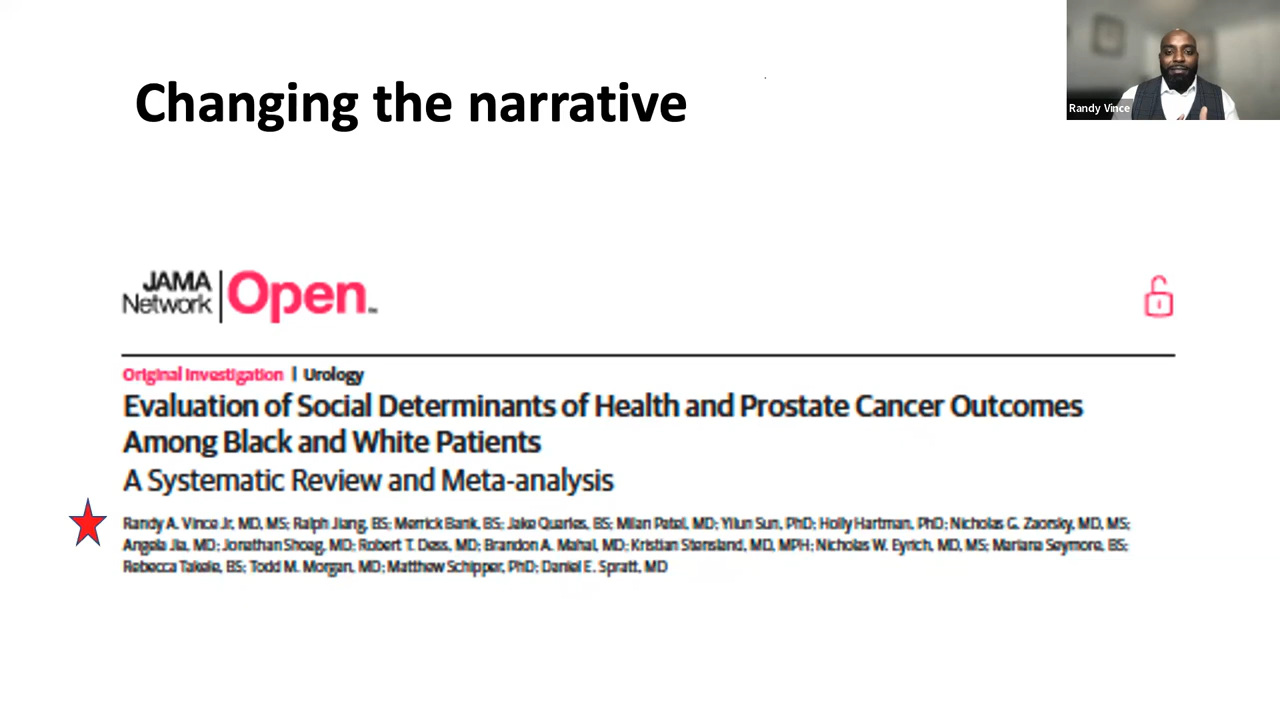 Changing the narrative
Randy Vince
JAMA
Network
Open™
Original Investigation | Urology
Evaluation of Social Determinants of Health and Prostate Cancer Outcomes
Among Black and White Patients
A Systematic Review and Meta-analysis
Randy A. Vince Jr, MD, MS; Ralph Jiang, BS; Merrick Bank, BS; Jake Quarles, BS; Milan Patel, MD; Yilun Sun, PhD; Holly Hartman, PhD; Nicholas G. Zaorsky, MD, MS;
Angela Jia, MD; Jonathan Shoag, MD; Robert T. Dess, MD; Brandon A. Mahal, MD; Kristian Stensland, MD, MPH; Nicholas W. Eyrich, MD, MS; Mariana Seymore, BS;
Rebecca Takele, BS; Todd M. Morgan, MD; Matthew Schipper, PhD; Daniel E. Spratt, MD